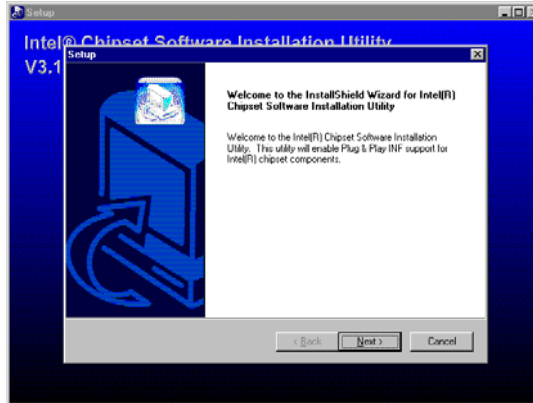 Setup
Intel® Chipset Software Installation Utility
V3.1
Setup
Welcome to the InstallShield Wizard for Intel(R)
Chipset Software Installation Utility
Welcome to the Intel(R) Chipset Software Installation
Utility. This utility will enable Plug & Play INF support for
Intel(R) chipset components.
< Back
Next >
Cancel